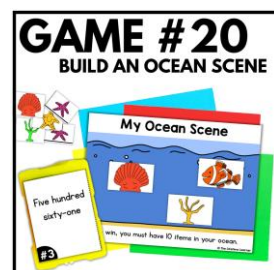 GAME #20
BUILD AN OCEAN SCENE
My Ocean Scene
Five hundred
sixty-one
#3
win, you must have 10 items in your ocean.